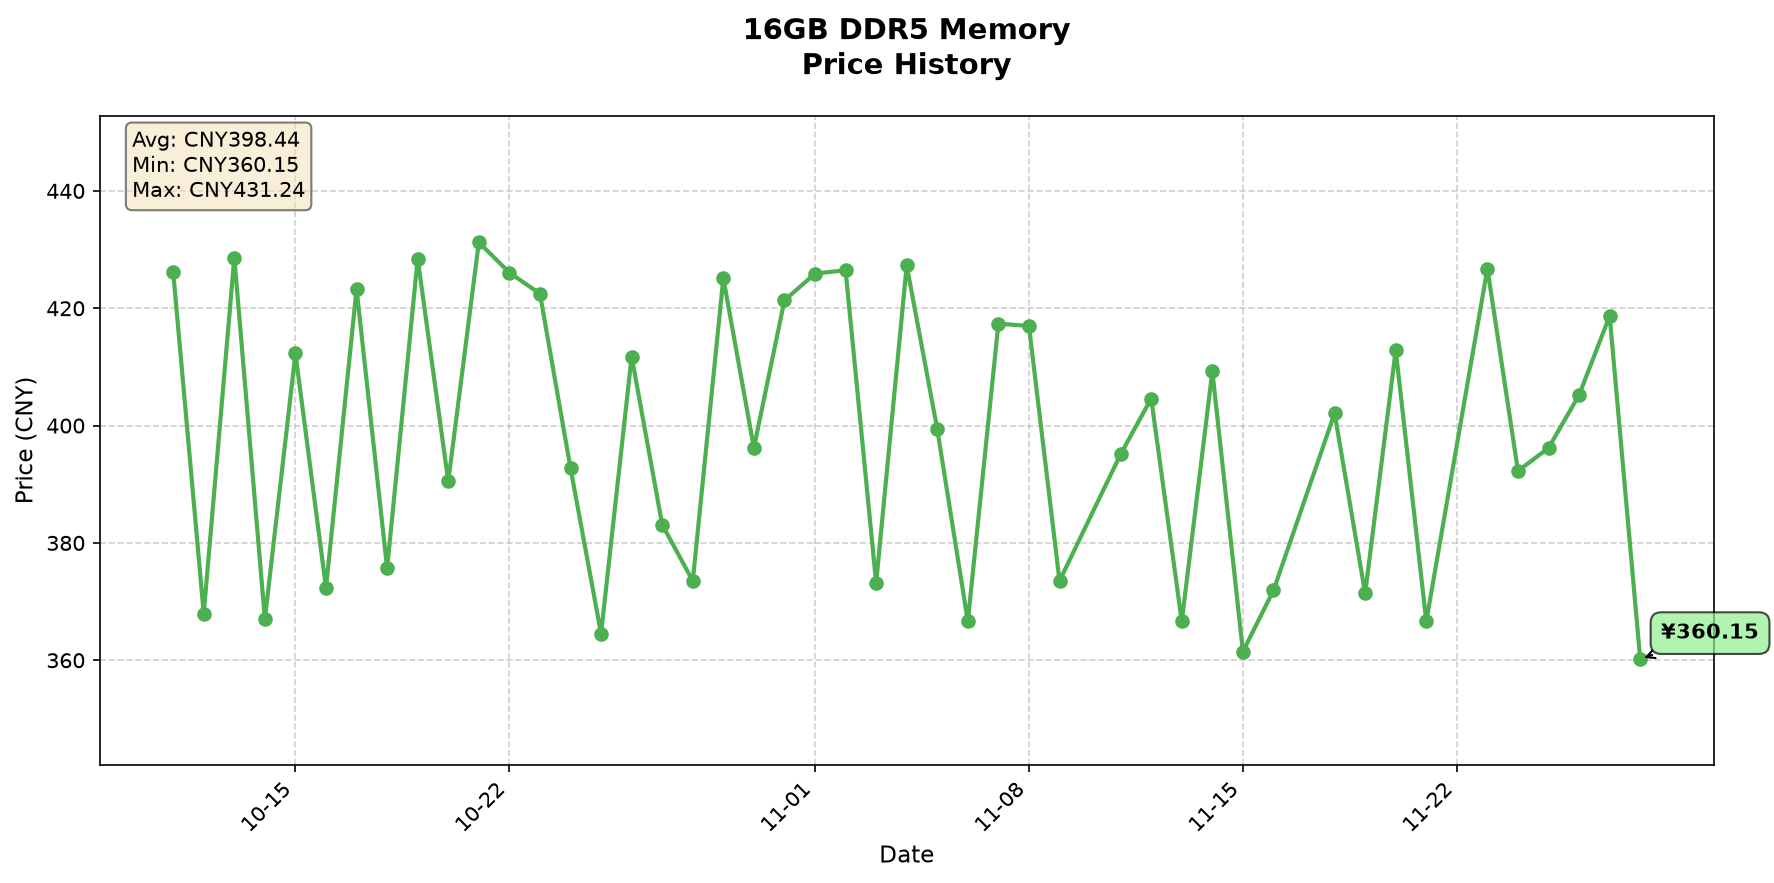 16GB DDR5 Memory
Price History
Avg: CNY398.44
Min: CNY360.15
Max: CNY431.24
Price (CNY)
440
420
400
380
360
¥360.15
10-15
10-22
11-01
11-08
11-15
11-22
Date